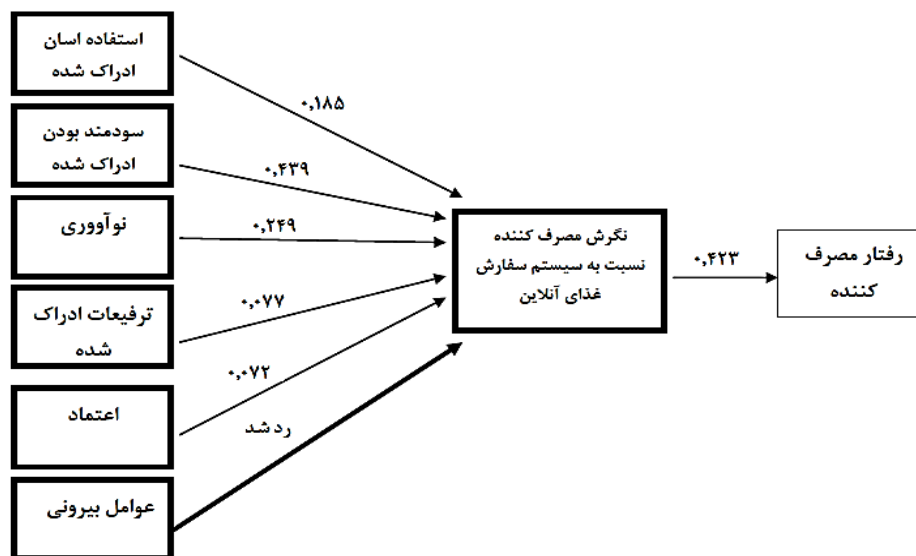 استفاده اسان
ادراک شده
۰,۱۸۵
سودمند بودن
ادراک شده
۰,۴۳۹
نوآووری
۰,۲۴۹
ترفیعات ادراک
شده
۰,۰۷۷
اعتماد
۰,۰۷۲
عوامل بیرونی
رد شد
نگرش مصرف کننده
نسبت به سیستم سفارش
غذای آنلاین
۰,۴۲۳
رفتار مصرف
کننده